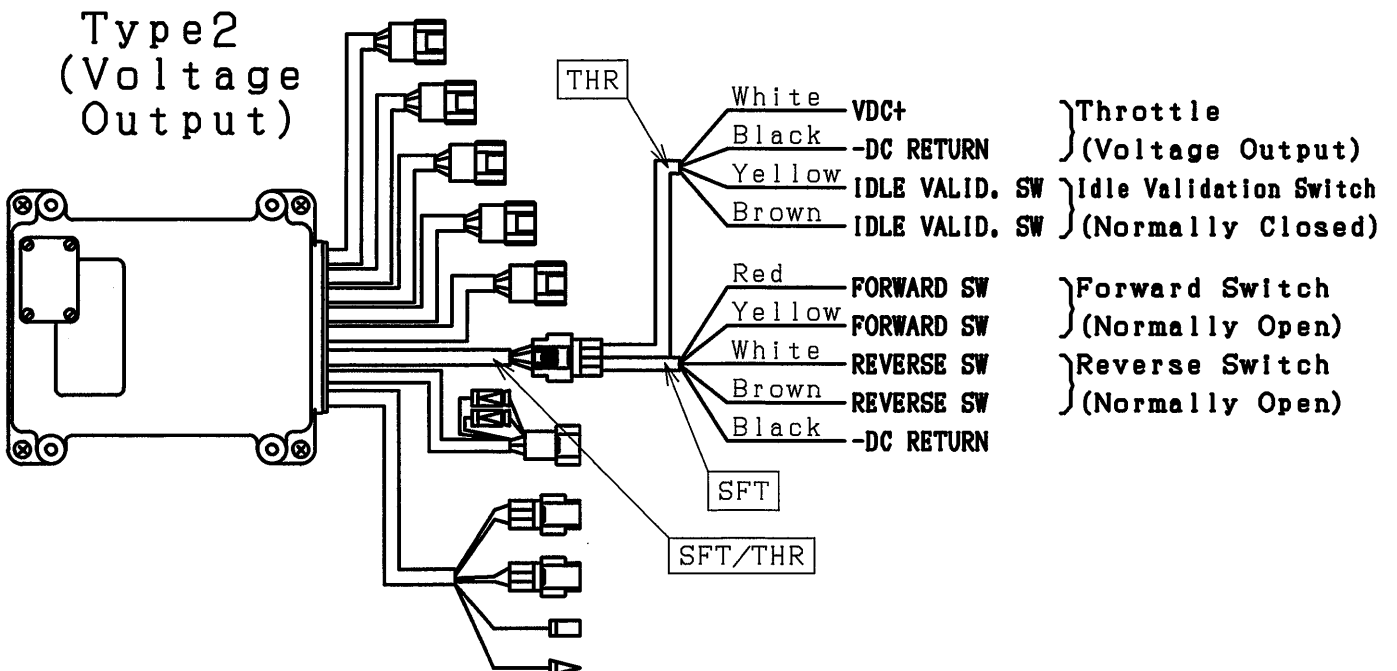 Type2
(Voltage
Output)
THR
White VDC+
Black -DC RETURN
Throttle
(Voltage Output)
Yellow IDLE VALID. SW
Brown IDLE VALID. SW
Idle Validation Switch
(Normally Closed)
Red FORWARD SW
Yellow FORWARD SW
Forward Switch
(Normally Open)
White REVERSE SW
Brown REVERSE SW
Reverse Switch
(Normally Open)
Black -DC RETURN
SFT
SFT/THR